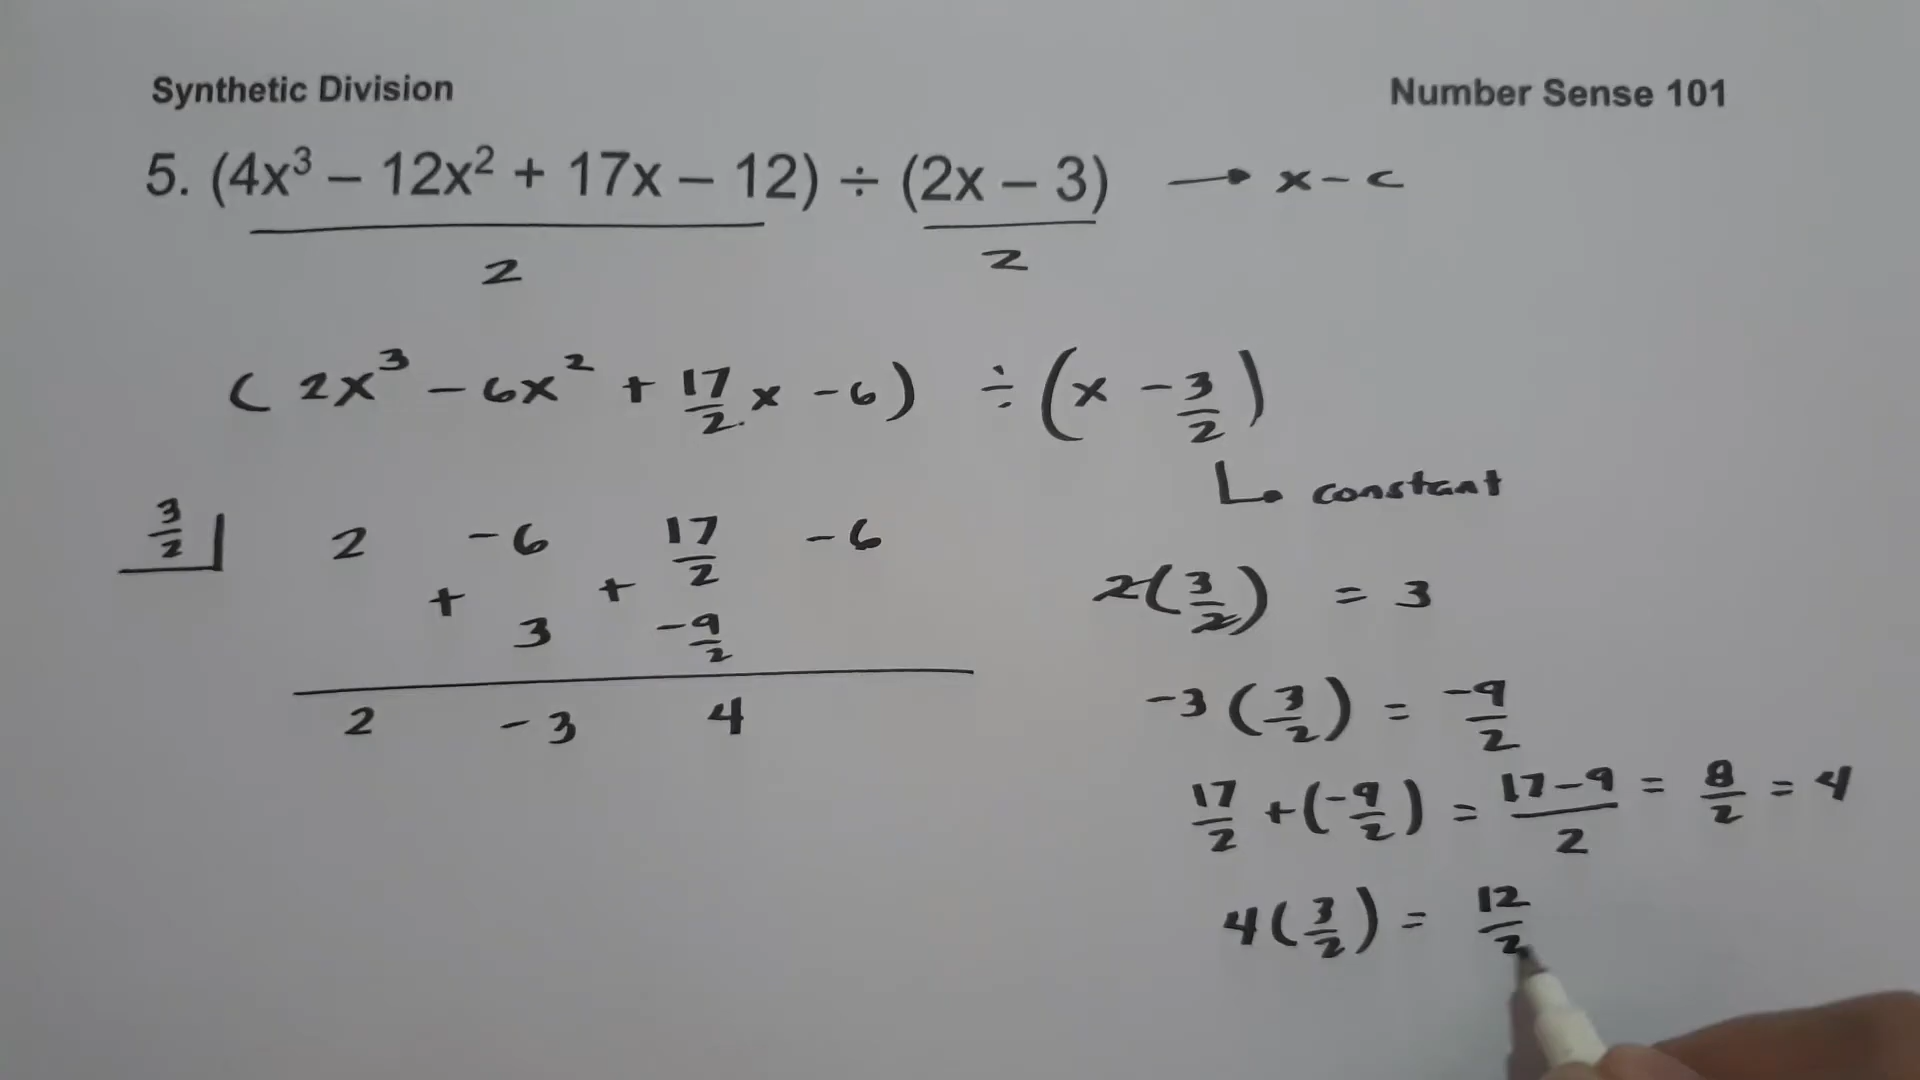 Synthetic Division
Number Sense 101
5. (4x³ – 12x² + 17x – 12) ÷ (2x – 3) → x - c
2 2
(2x³ - 6x² + 17/2 x - 6) ÷ (x - 3/2)
↳ constant
3/2 | 2 -6 17/2 -6
+ 3 + -9/2
2 -3 4
2(3/2) = 3
-3(3/2) = -9/2
17/2 + (-9/2) = 17-9/2 = 8/2 = 4
4(3/2) = 12/2